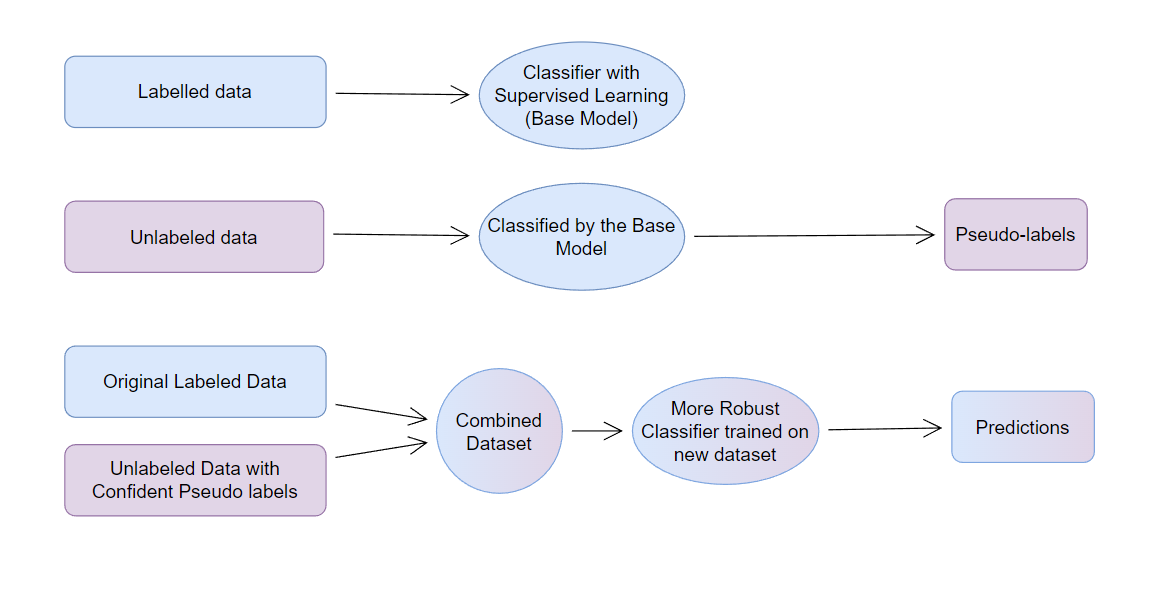 Labelled data
Classifier with
Supervised Learning
(Base Model)
Unlabeled data
Classified by the Base
Model
Pseudo-labels
Original Labeled Data
Unlabeled Data with
Confident Pseudo labels
Combined
Dataset
More Robust
Classifier trained on
new dataset
Predictions